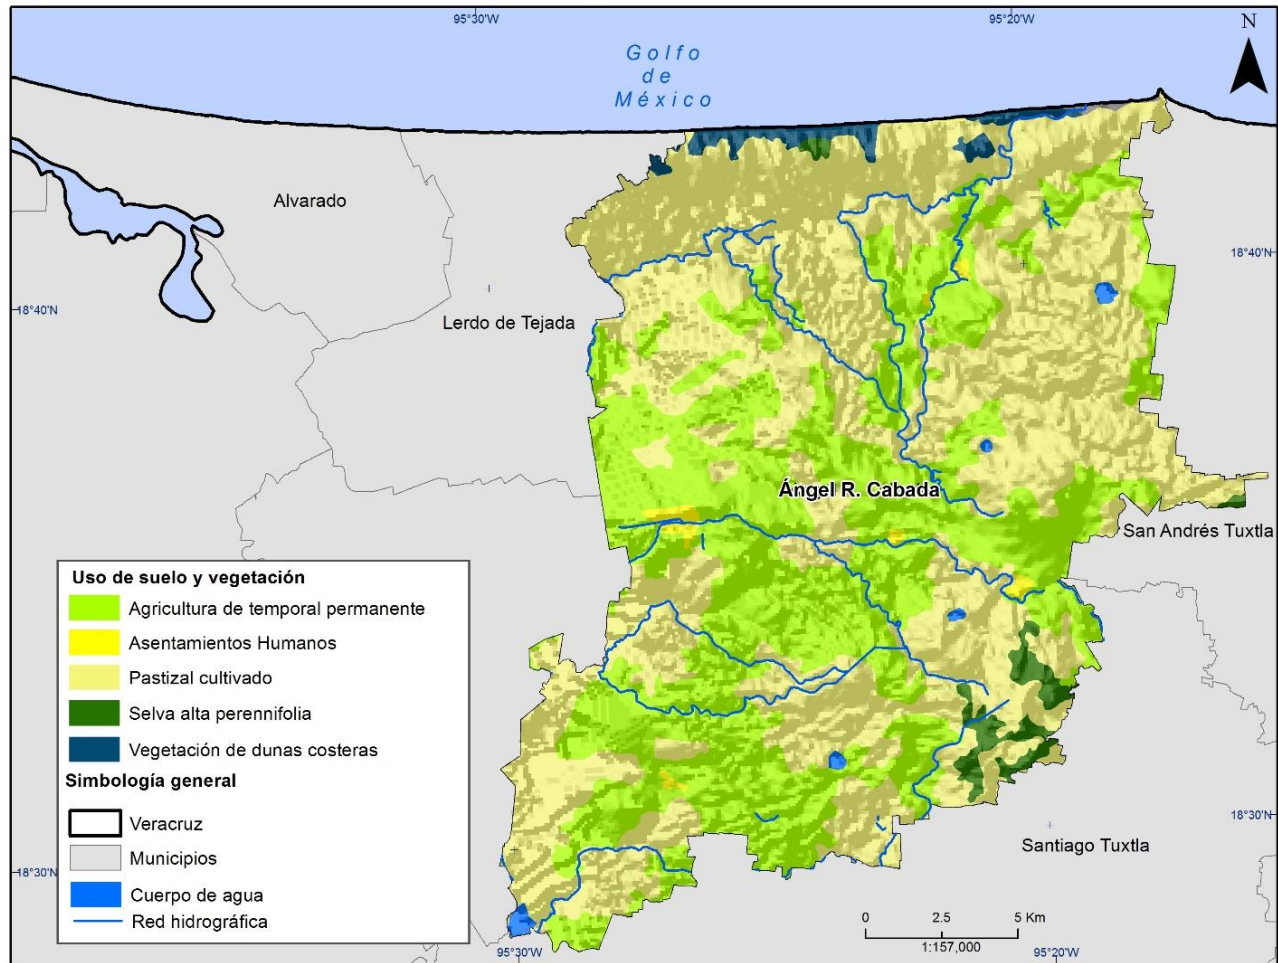 95°30'W
95°20'W
N
Golfo
de
México
Alvarado
18°40'N
18°40'N
Lerdo de Tejada
Ángel R. Cabada
San Andrés Tuxtla
Uso de suelo y vegetación
Agricultura de temporal permanente
Asentamientos Humanos
Pastizal cultivado
Selva alta perennifolia
Vegetación de dunas costeras
Simbología general
Veracruz
Municipios
Cuerpo de agua
Red hidrográfica
Santiago Tuxtla
18°30'N
18°30'N
0 2.5 5 Km
1:157,000
95°30'W
95°20'W